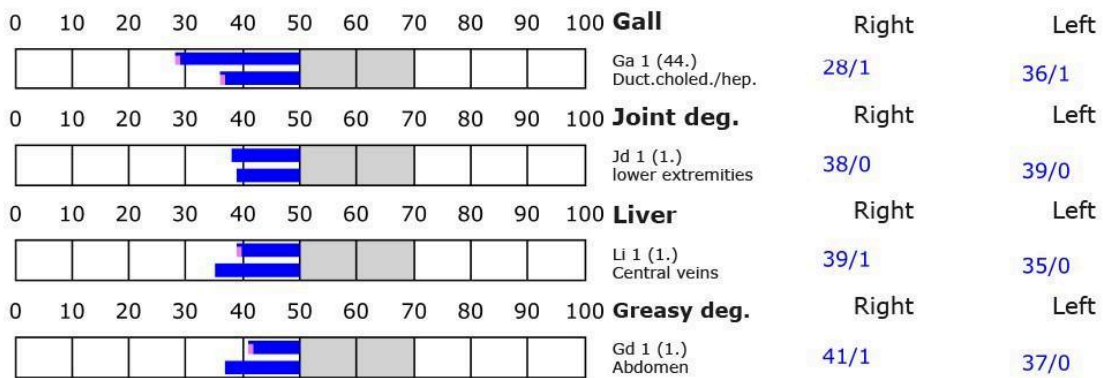 0 10 20 30 40 50 60 70 80 90 100 Gall Right Left
Ga 1 (44.) 28/1 36/1
Duct.choled./hep.
0 10 20 30 40 50 60 70 80 90 100 Joint deg. Right Left
Jd 1 (1.) 38/0 39/0
lower extremities
0 10 20 30 40 50 60 70 80 90 100 Liver Right Left
Li 1 (1.) 39/1 35/0
Central veins
0 10 20 30 40 50 60 70 80 90 100 Greasy deg. Right Left
Gd 1 (1.) 41/1 37/0
Abdomen